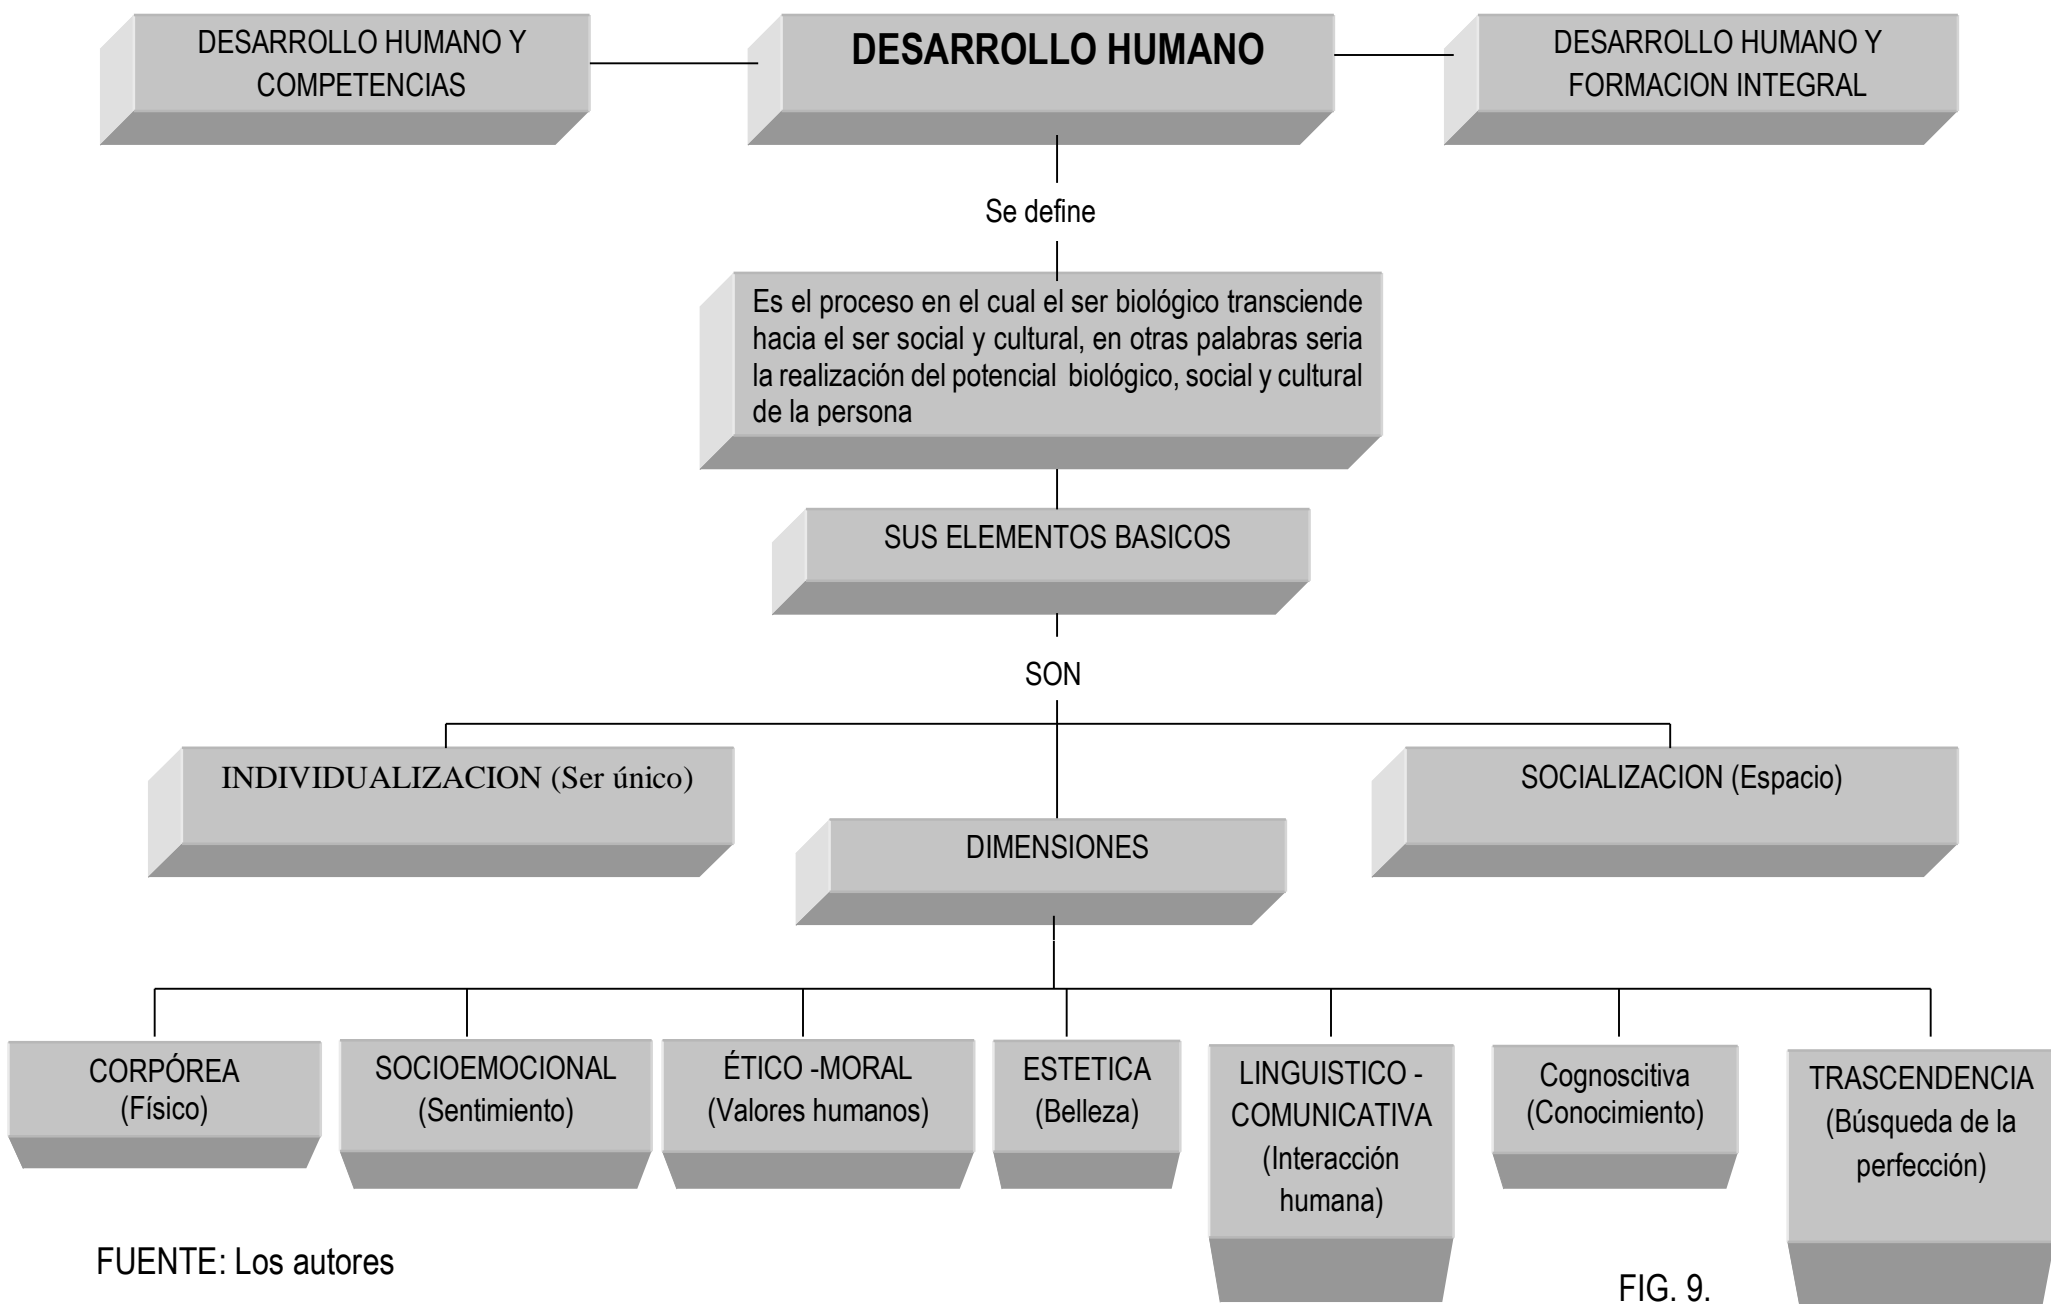 DESARROLLO HUMANO Y
COMPETENCIAS
DESARROLLO HUMANO
DESARROLLO HUMANO Y
FORMACION INTEGRAL
Se define
Es el proceso en el cual el ser biológico transciende
hacia el ser social y cultural, en otras palabras seria
la realización del potencial biológico, social y cultural
de la persona
SUS ELEMENTOS BASICOS
SON
INDIVIDUALIZACION (Ser único)
SOCIALIZACION (Espacio)
DIMENSIONES
CORPÓREA
(Físico)
SOCIOEMOCIONAL
(Sentimiento)
ÉTICO -MORAL
(Valores humanos)
ESTETICA
(Belleza)
LINGUISTICO -
COMUNICATIVA
(Interacción
humana)
Cognoscitiva
(Conocimiento)
TRASCENDENCIA
(Búsqueda de la
perfección)
FUENTE: Los autores
FIG. 9.